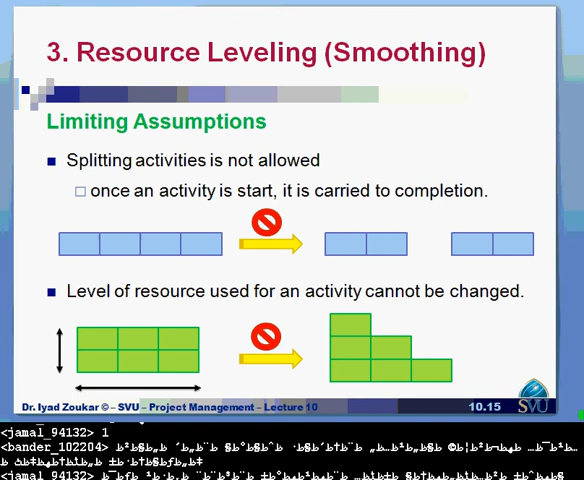 3. Resource Leveling (Smoothing)
Limiting Assumptions
Splitting activities is not allowed
once an activity is start, it is carried to completion.
Level of resource used for an activity cannot be changed.
Dr. Iyad Zoukar © – SVU – Project Management – Lecture 10
10.15
SVU
<jamal_94132> 1
<bander_102204>
<jamal_94132>